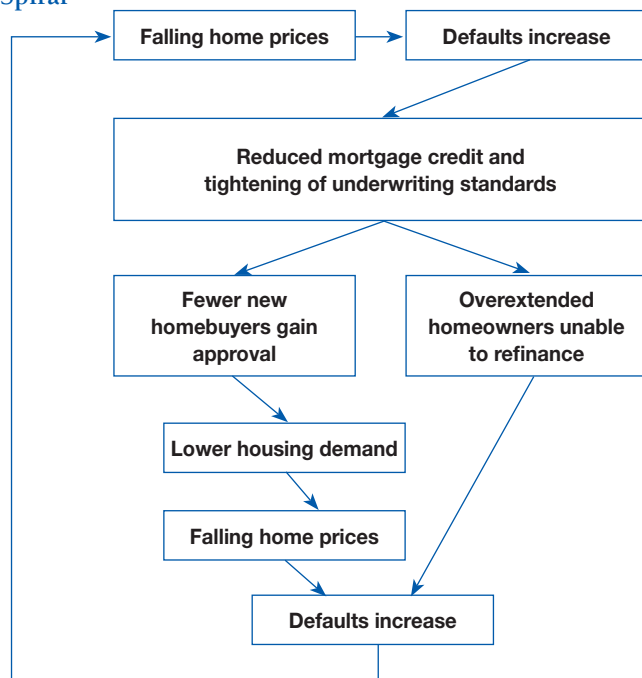 Spiral
Falling home prices
Defaults increase
Reduced mortgage credit and
tightening of underwriting standards
Fewer new
homebuyers gain
approval
Overextended
homeowners unable
to refinance
Lower housing demand
Falling home prices
Defaults increase